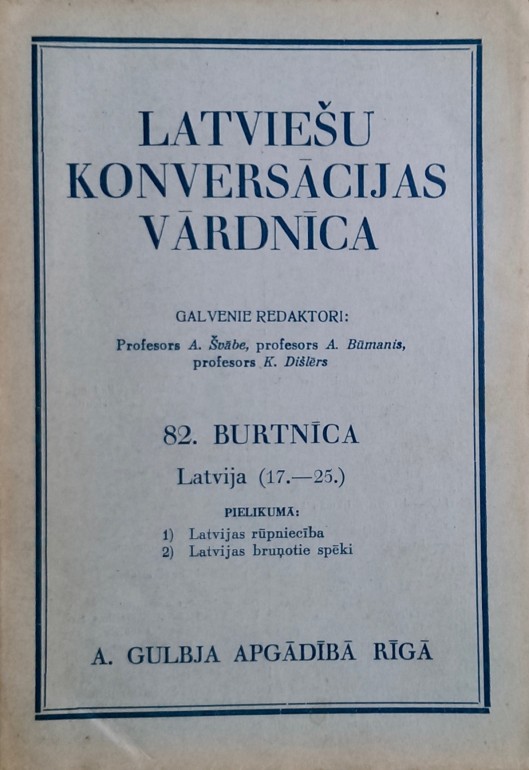 LATVIEŠU
KONVERSĀCIJAS
VĀRDNĪCA
GALVENIE REDAKTORI:
Profesors A. Švābe, profesors A. Būmanis,
profesors K. Dišlērs
82. BURTNĪCA
Latvija (17.—25.)
PIELIKUMĀ:
1) Latvijas rūpniecība
2) Latvijas bruņotie spēki
A. GULBJA APGĀDĪBĀ RĪGĀ